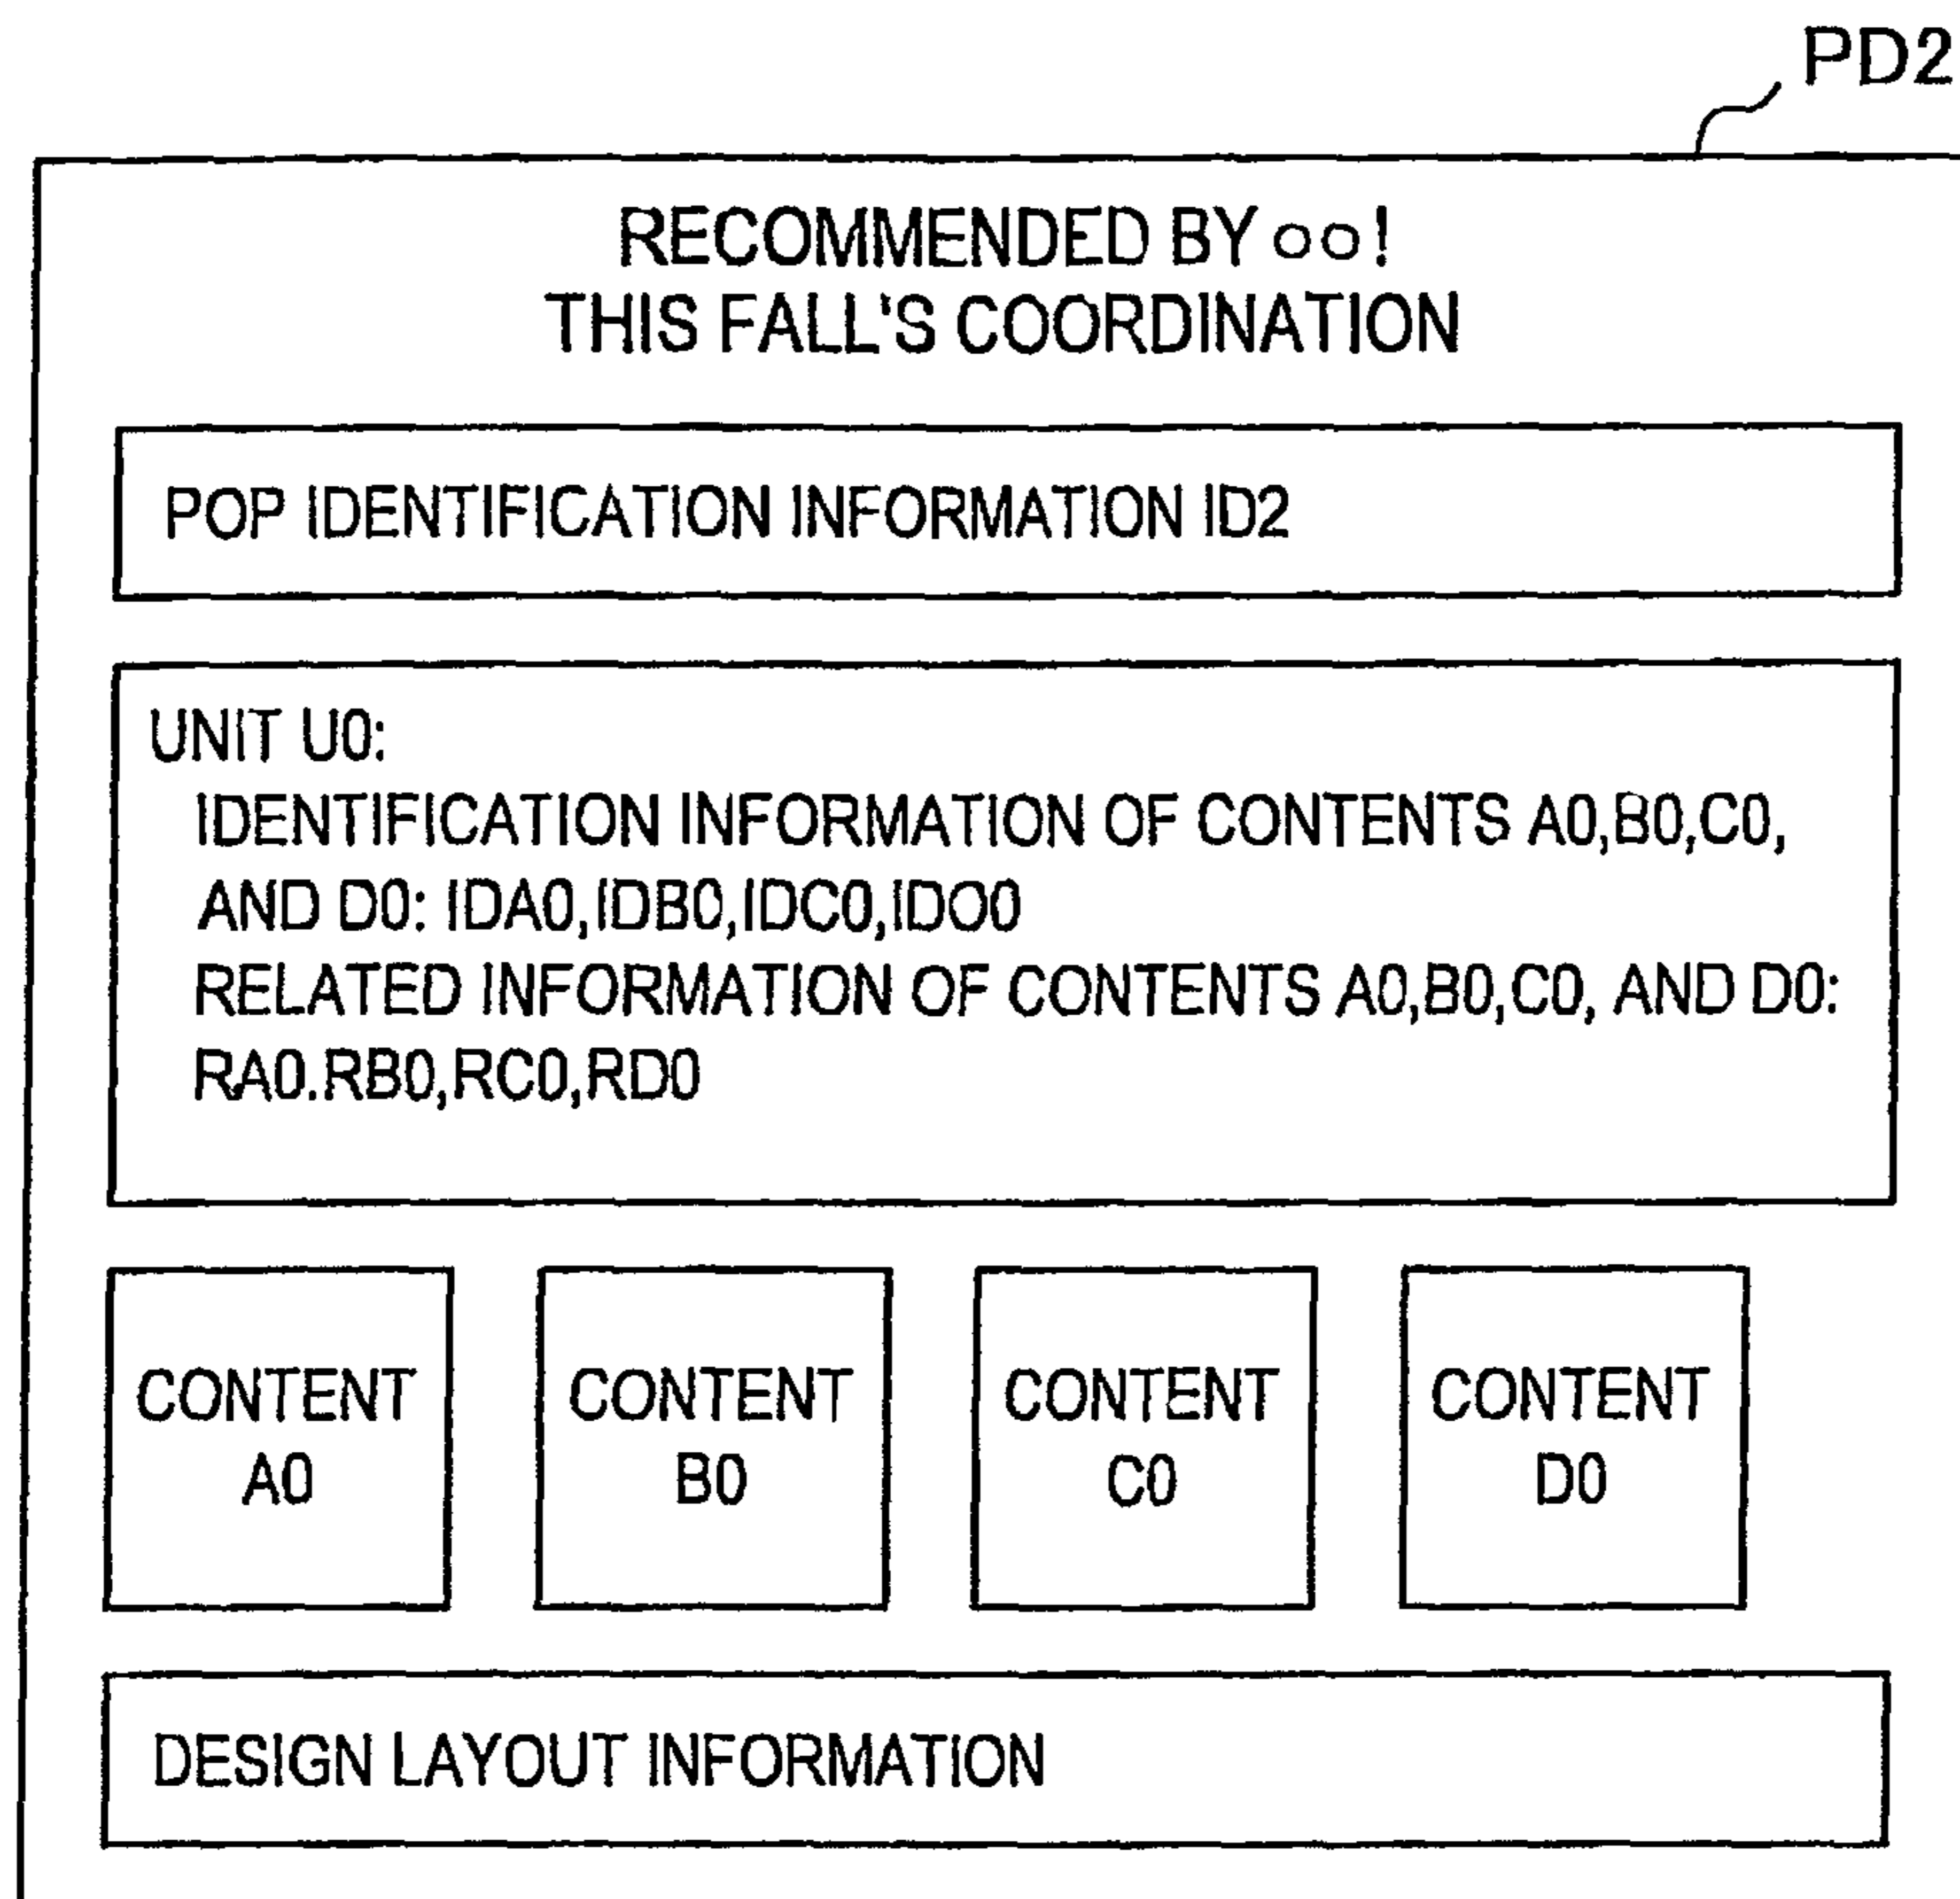 PD2
RECOMMENDED BY ○○!
THIS FALL'S COORDINATION
POP IDENTIFICATION INFORMATION ID2
UNIT U0:
IDENTIFICATION INFORMATION OF CONTENTS A0,B0,C0,
AND D0: IDA0,IDB0,IDC0,IDO0
RELATED INFORMATION OF CONTENTS A0,B0,C0, AND D0:
RA0.RB0,RC0,RD0
CONTENT
A0
CONTENT
B0
CONTENT
C0
CONTENT
D0
DESIGN LAYOUT INFORMATION